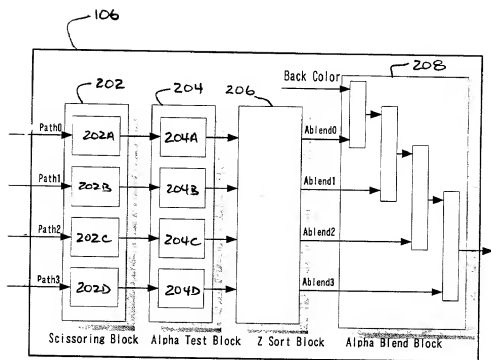 106
202
204
206
208
Back Color
Path0
202A
204A
Ablend0
Path1
202B
204B
Ablend1
Path2
202C
204C
Ablend2
Path3
202D
204D
Ablend3
Scissoring Block
Alpha Test Block
Z Sort Block
Alpha Blend Block